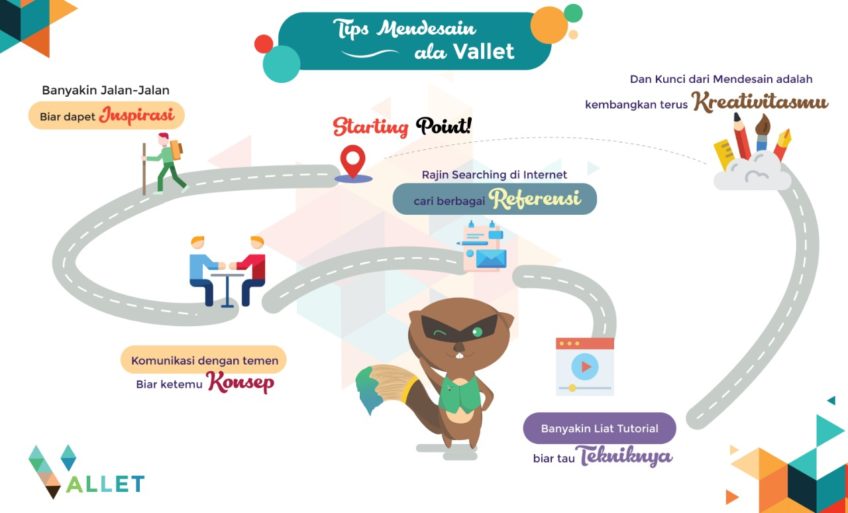 Tips Mendesain
ala Vallet
Starting Point!
Banyakin Jalan-Jalan
Biar dapet Inspirasi
Komunikasi dengan temen
Biar ketemu Konsep
Rajin Searching di Internet
cari berbagai Referensi
Banyakin Liat Tutorial
biar tau Tekniknya
Dan Kunci dari Mendesain adalah
kembangkan terus Kreativitasmu
VALLET